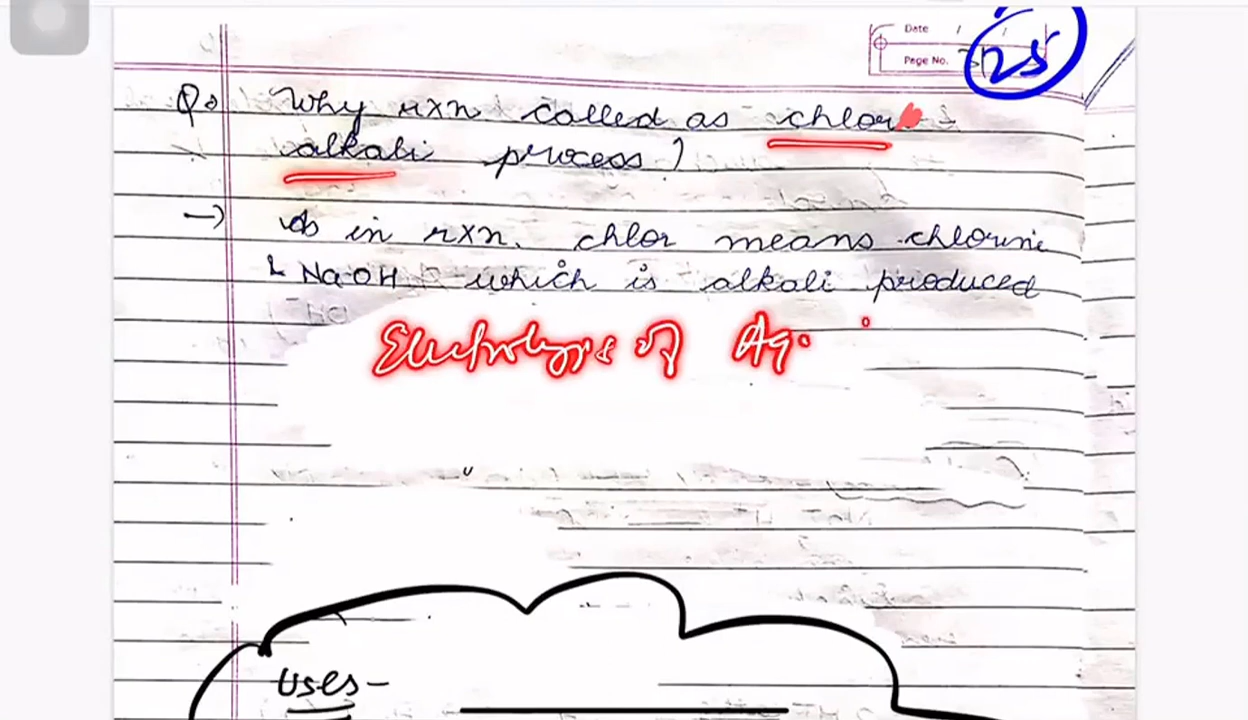 Date / /
Page No.
25
Q. Why rxn called as chlor -
alkali process?
→ As in rxn. chlor means chlorine
& NaOH which is alkali produced
Electrolysis of Aq.
Uses-